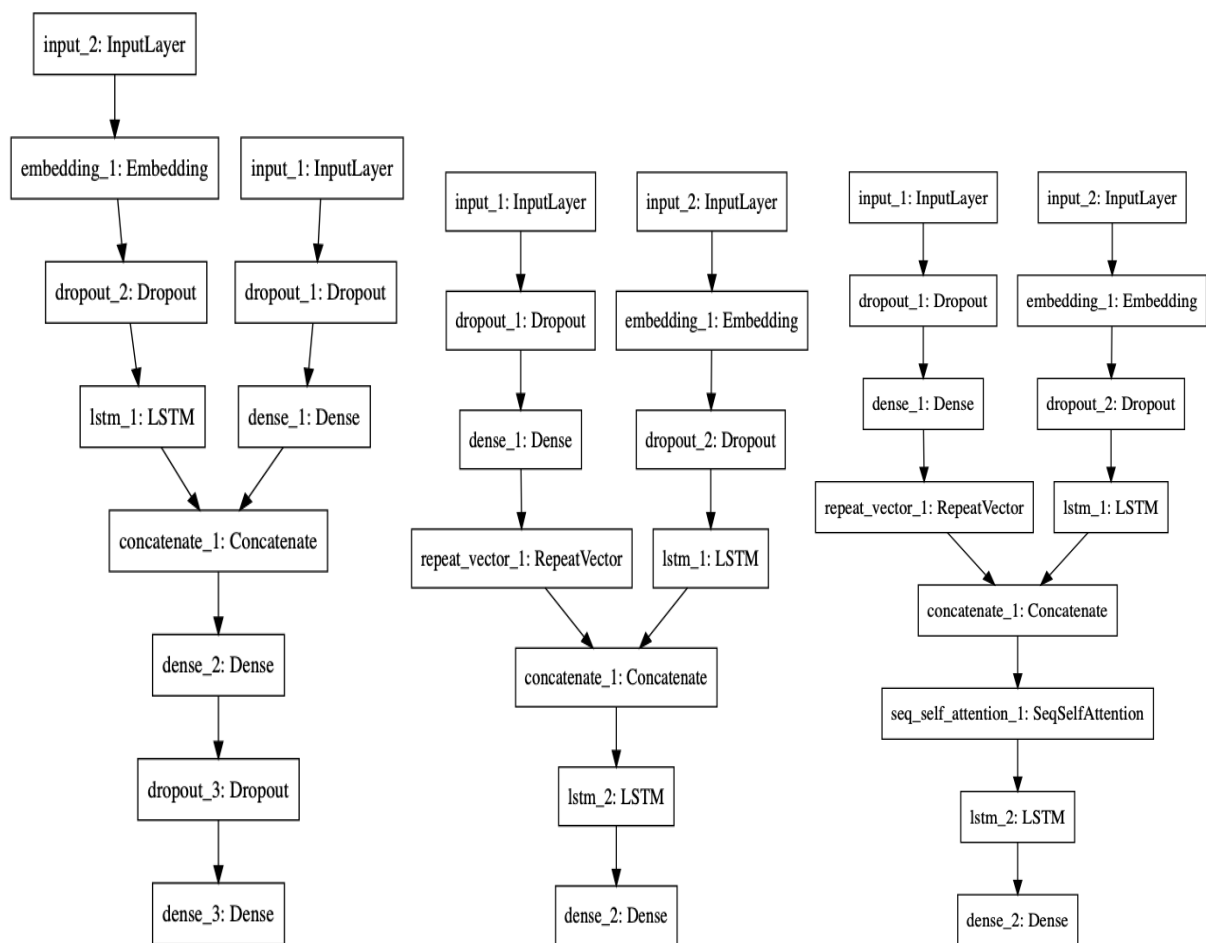 input_2: InputLayer
embedding_1: Embedding
input_1: InputLayer
dropout_2: Dropout
dropout_1: Dropout
lstm_1: LSTM
dense_1: Dense
concatenate_1: Concatenate
dense_2: Dense
dropout_3: Dropout
dense_3: Dense
input_1: InputLayer
input_2: InputLayer
dropout_1: Dropout
embedding_1: Embedding
dense_1: Dense
dropout_2: Dropout
repeat_vector_1: RepeatVector
lstm_1: LSTM
concatenate_1: Concatenate
lstm_2: LSTM
dense_2: Dense
input_1: InputLayer
input_2: InputLayer
dropout_1: Dropout
embedding_1: Embedding
dense_1: Dense
dropout_2: Dropout
repeat_vector_1: RepeatVector
lstm_1: LSTM
concatenate_1: Concatenate
seq_self_attention_1: SeqSelfAttention
lstm_2: LSTM
dense_2: Dense